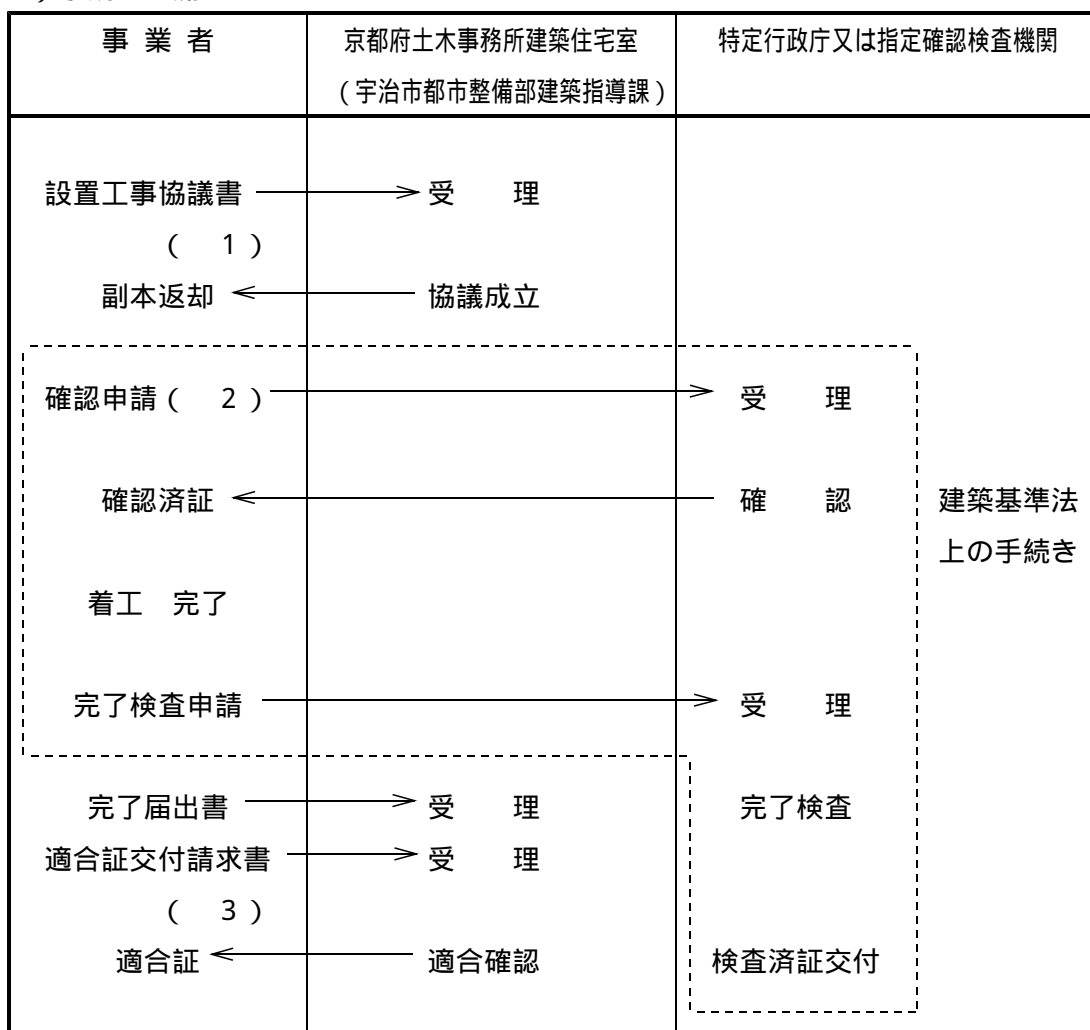 事 業 者
京都府土木事務所建築住宅室
(宇治市都市整備部建築指導課)
特定行政庁又は指定確認検査機関
設置工事協議書
受 理
( 1 )
副本返却
協議成立
確認申請( 2 )
受 理
確認済証
確 認
建築基準法
上の手続き
着工 完了
完了検査申請
受 理
完了届出書
受 理
完了検査
適合証交付請求書
受 理
( 3 )
適合証
適合確認
検査済証交付